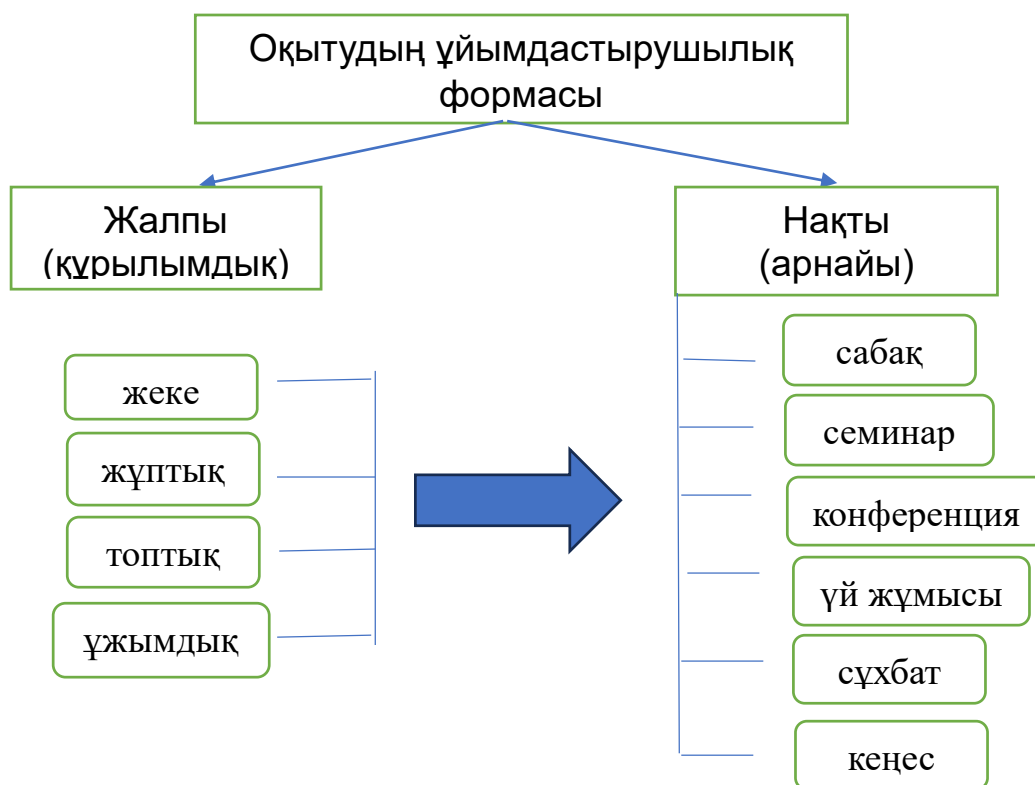 Оқытудың ұйымдастырушылық
формасы
Жалпы
(құрылымдық)
Нақты
(арнайы)
жеке
жұптық
топтық
ұжымдық
сабақ
семинар
конференция
үй жұмысы
сұхбат
кеңес